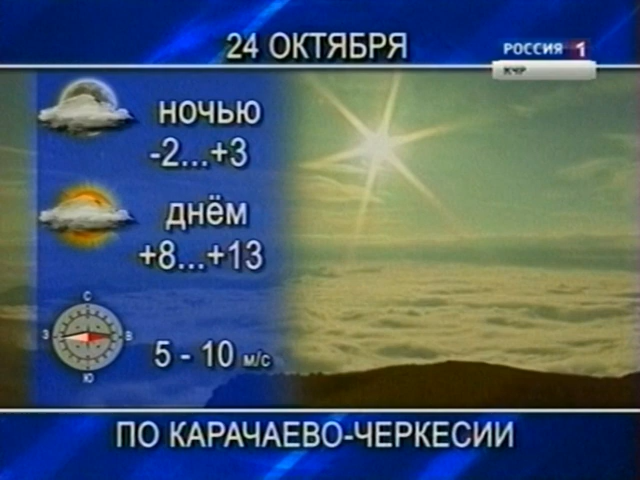 24 ОКТЯБРЯ
РОССИЯ 1
КЧР
НОЧЬЮ
-2...+3
ДНЁМ
+8...+13
С
З В
Ю
5 - 10 м/с
ПО КАРАЧАЕВО-ЧЕРКЕСИИ